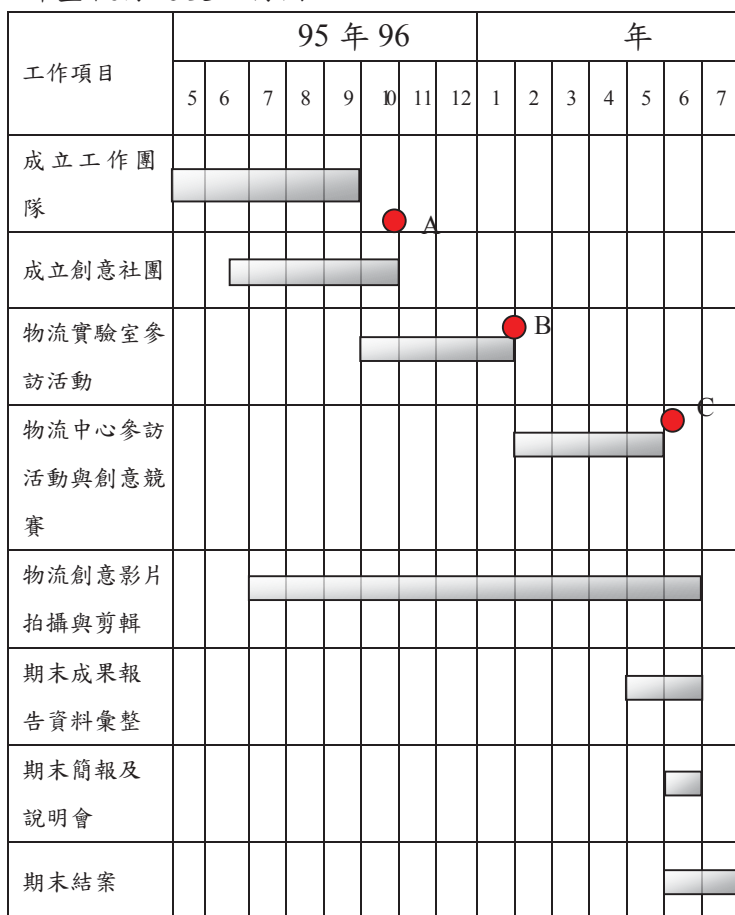 95 年 96 年
工作項目
5 6 7 8 9 10 11 12 1 2 3 4 5 6 7
成立工作團
隊
A
成立創意社團
物流實驗室參
訪活動
B
物流中心參訪
活動與創意競
賽
C
物流創意影片
拍攝與剪輯
期末成果報
告資料彙整
期末簡報及
說明會
期末結案